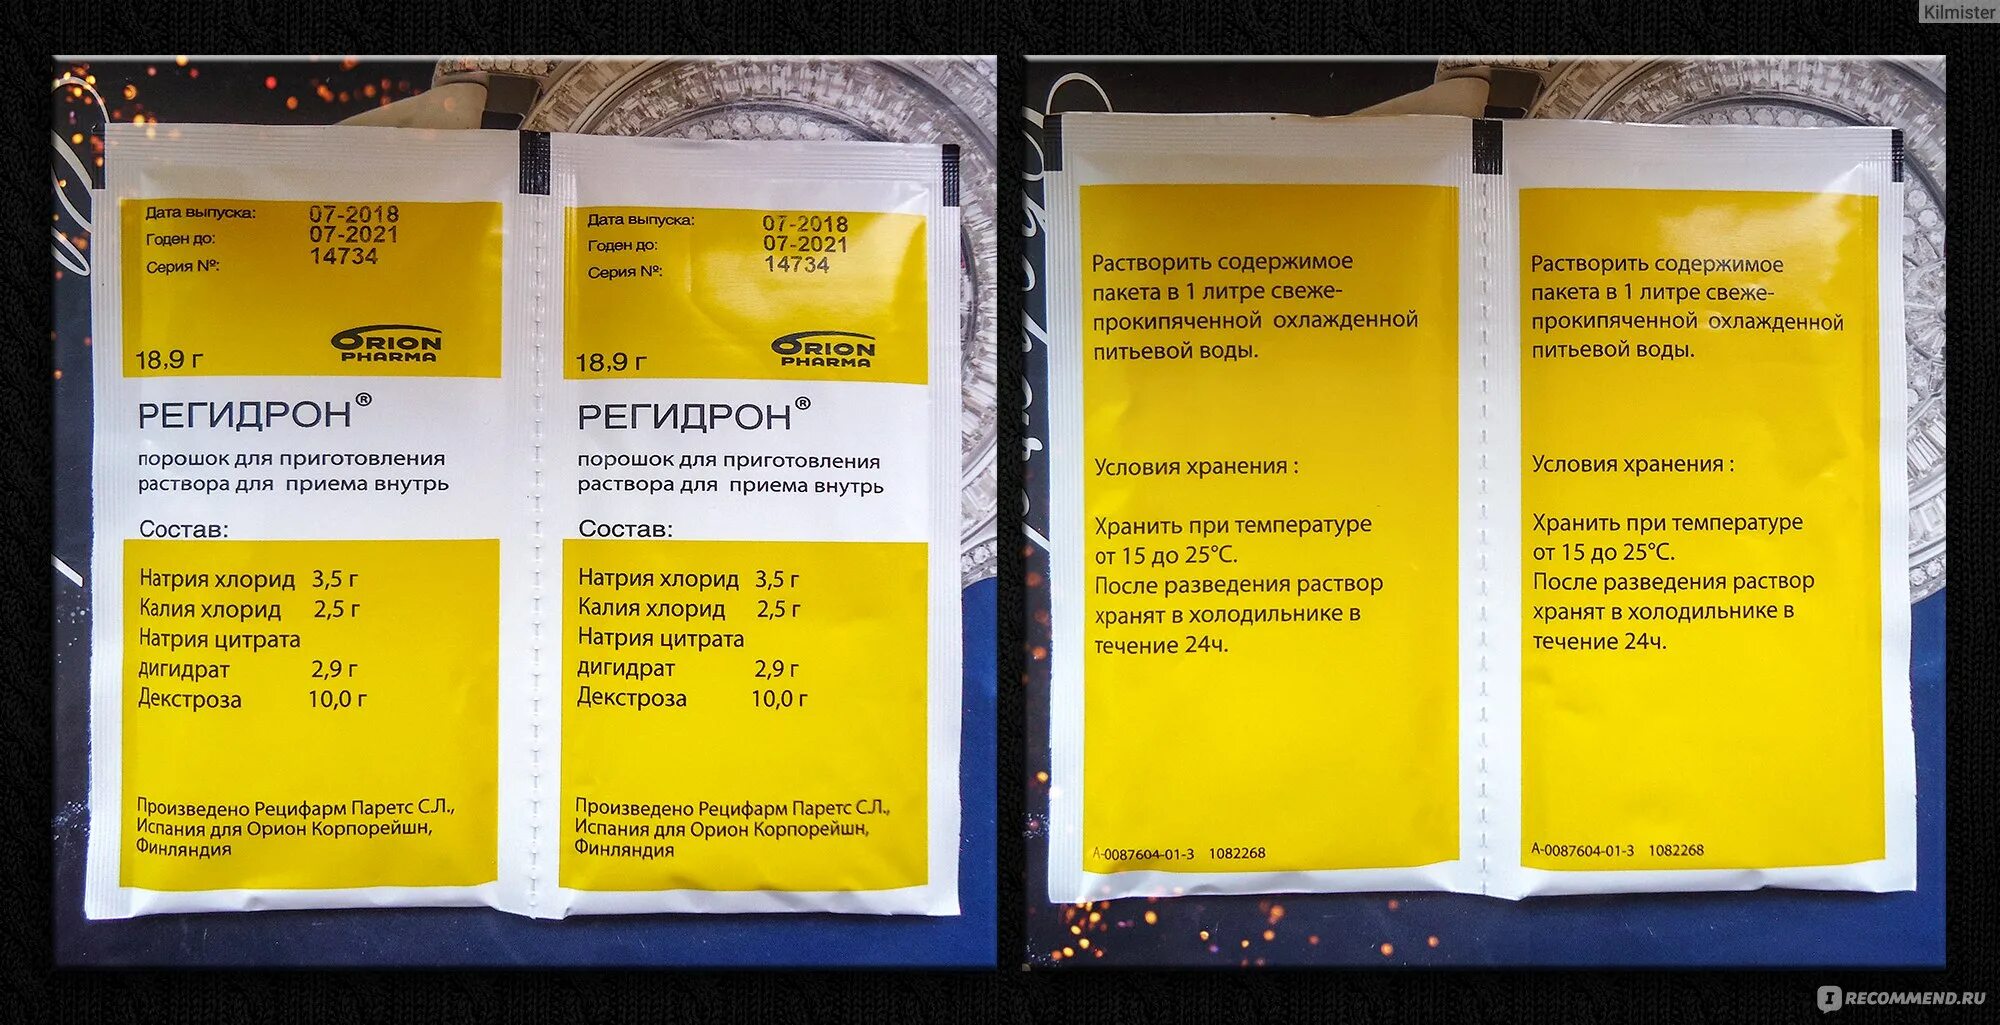 Kilmister
Дата выпуска: 07-2018
Годен до: 07-2021
Серия №: 14734
ORION
PHARMA
18,9 г
РЕГИДРОН®
порошок для приготовления
раствора для приема внутрь
Состав:
Натрия хлорид 3,5 г
Калия хлорид 2,5 г
Натрия цитрата
дигидрат 2,9 г
Декстроза 10,0 г
Произведено Рецифарм Паретс С.Л.,
Испания для Орион Корпорейшн,
Финляндия
Дата выпуска: 07-2018
Годен до: 07-2021
Серия №: 14734
ORION
PHARMA
18,9 г
РЕГИДРОН®
порошок для приготовления
раствора для приема внутрь
Состав:
Натрия хлорид 3,5 г
Калия хлорид 2,5 г
Натрия цитрата
дигидрат 2,9 г
Декстроза 10,0 г
Произведено Рецифарм Паретс С.Л.,
Испания для Орион Корпорейшн,
Финляндия
Растворить содержимое
пакета в 1 литре свеже-
прокипяченной охлажденной
питьевой воды.
Условия хранения :
Хранить при температуре
от 15 до 25°С.
После разведения раствор
хранят в холодильнике в
течение 24ч.
А-0087604-01-3 1082268
Растворить содержимое
пакета в 1 литре свеже-
прокипяченной охлажденной
питьевой воды.
Условия хранения :
Хранить при температуре
от 15 до 25°С.
После разведения раствор
хранят в холодильнике в
течение 24ч.
А-0087604-01-3 1082268
IRECOMMEND.RU